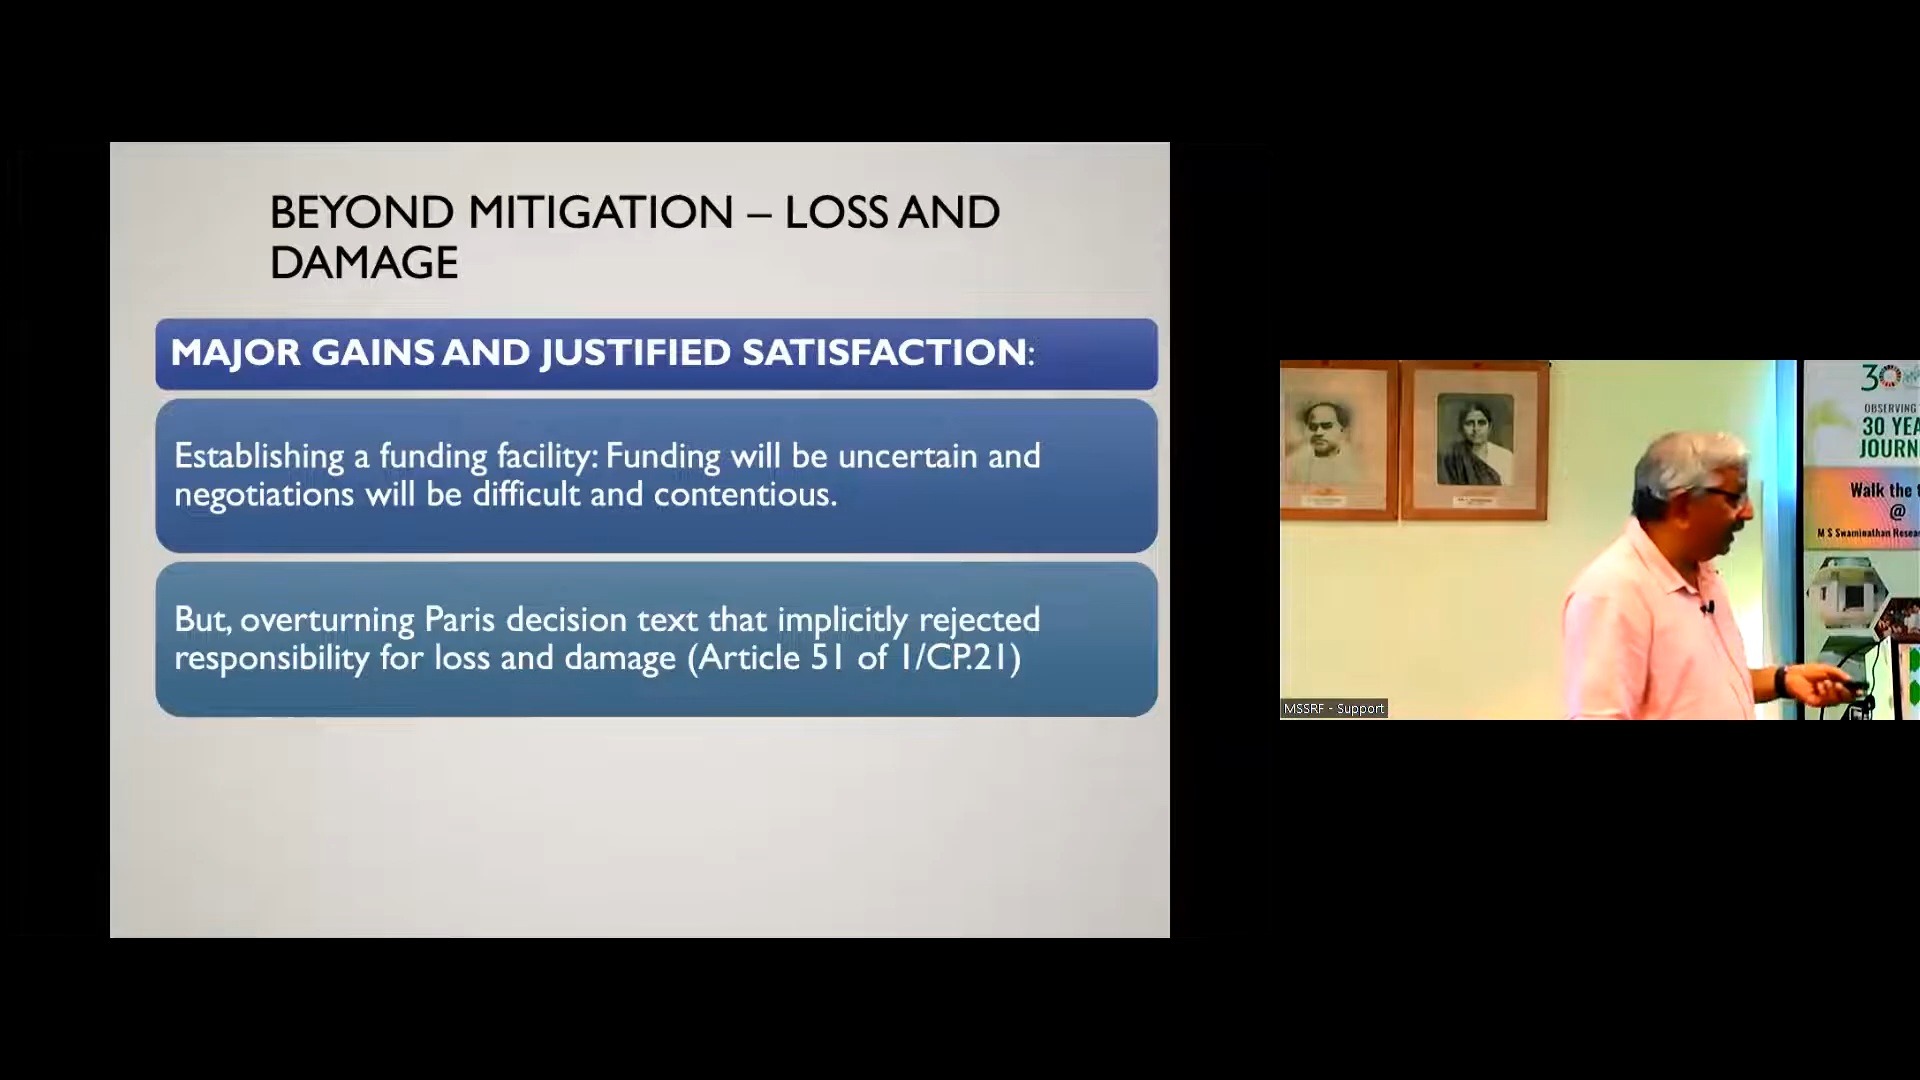 BEYOND MITIGATION – LOSS AND
DAMAGE
MAJOR GAINS AND JUSTIFIED SATISFACTION:
Establishing a funding facility: Funding will be uncertain and
negotiations will be difficult and contentious.
But, overturning Paris decision text that implicitly rejected
responsibility for loss and damage (Article 51 of 1/CP.21)
30
OBSERVING
30 YEA
JOURN
Walk the t
@
M S Swaminathan Resea
MSSRF - Support